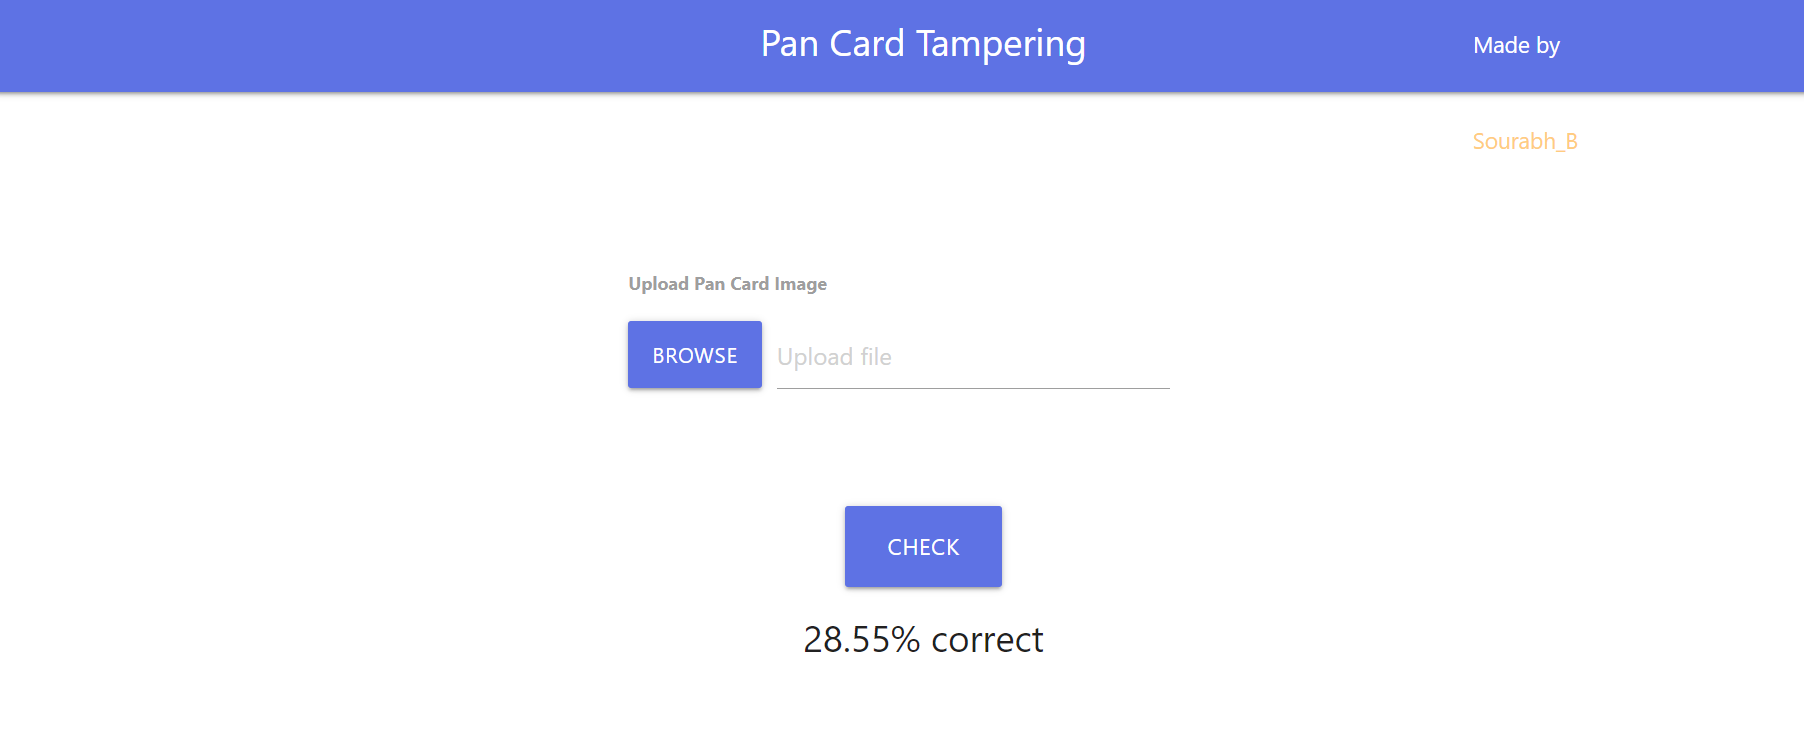 Pan Card Tampering
Made by
Sourabh_B
Upload Pan Card Image
BROWSE
Upload file
CHECK
28.55% correct